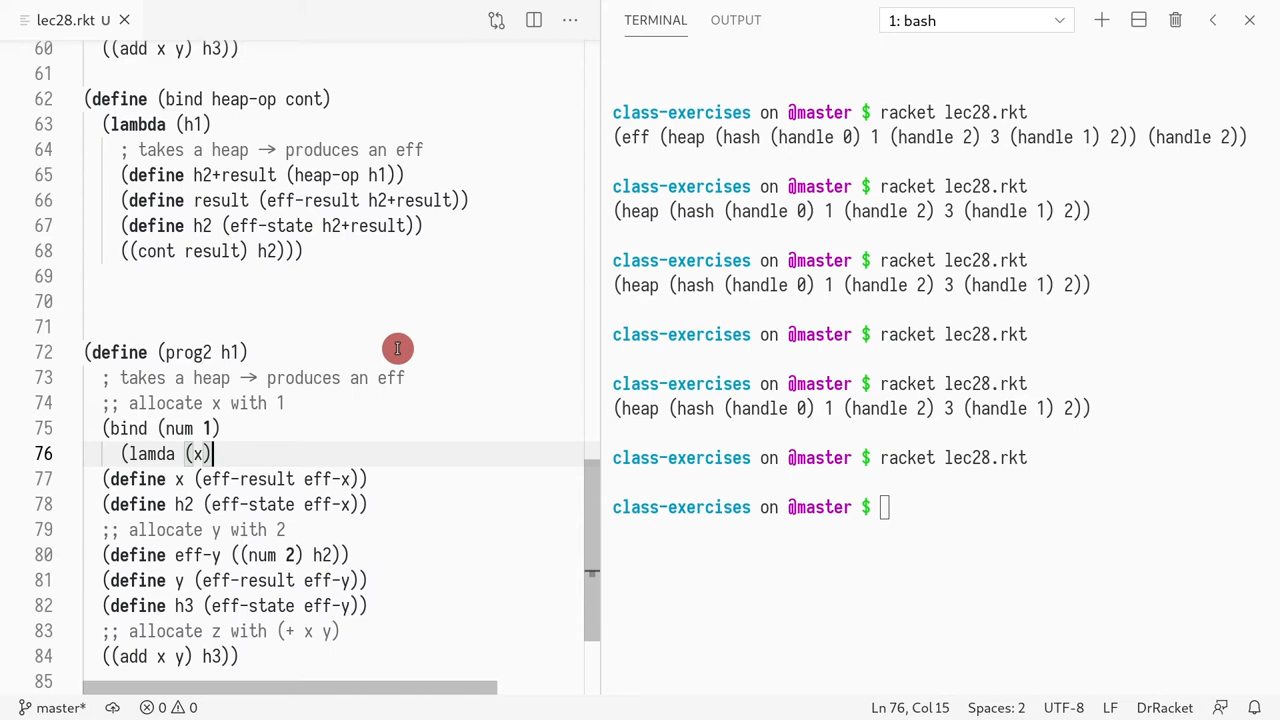 lec28.rkt U
60 ((add x y) h3))
61
62 (define (bind heap-op cont)
63 (lambda (h1)
64 ; takes a heap → produces an eff
65 (define h2+result (heap-op h1))
66 (define result (eff-result h2+result))
67 (define h2 (eff-state h2+result))
68 ((cont result) h2)))
69
70
71
72 (define (prog2 h1)
73 ; takes a heap → produces an eff
74 ;; allocate x with 1
75 (bind (num 1)
76 (lamda (x)
77 (define x (eff-result eff-x))
78 (define h2 (eff-state eff-x))
79 ;; allocate y with 2
80 (define eff-y ((num 2) h2))
81 (define y (eff-result eff-y))
82 (define h3 (eff-state eff-y))
83 ;; allocate z with (+ x y)
84 ((add x y) h3))
85
TERMINAL OUTPUT 1: bash
class-exercises on @master $ racket lec28.rkt
(eff (heap (hash (handle 0) 1 (handle 2) 3 (handle 1) 2)) (handle 2))
class-exercises on @master $ racket lec28.rkt
(heap (hash (handle 0) 1 (handle 2) 3 (handle 1) 2))
class-exercises on @master $ racket lec28.rkt
(heap (hash (handle 0) 1 (handle 2) 3 (handle 1) 2))
class-exercises on @master $ racket lec28.rkt
class-exercises on @master $ racket lec28.rkt
(heap (hash (handle 0) 1 (handle 2) 3 (handle 1) 2))
class-exercises on @master $ racket lec28.rkt
class-exercises on @master $
master* 0 0 Ln 76, Col 15 Spaces: 2 UTF-8 LF DrRacket